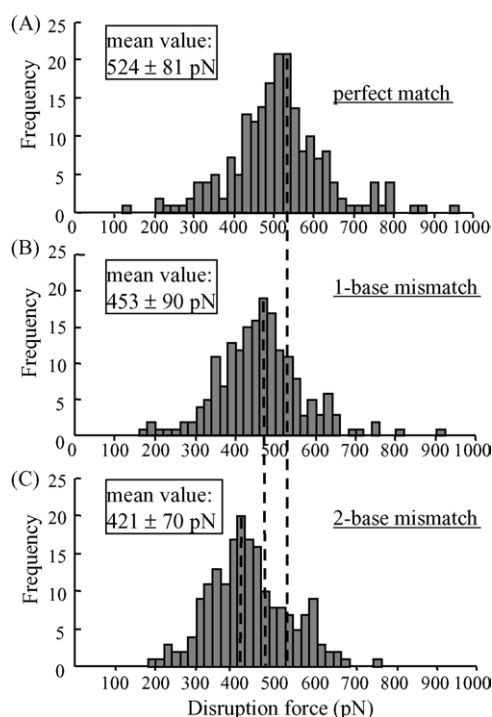 (A)
25
20
15
10
5
0
Frequency
mean value:
524 ± 81 pN
perfect match
0 100 200 300 400 500 600 700 800 900 1000
(B)
25
20
15
10
5
0
Frequency
mean value:
453 ± 90 pN
1-base mismatch
0 100 200 300 400 500 600 700 800 900 1000
(C)
25
20
15
10
5
0
Frequency
mean value:
421 ± 70 pN
2-base mismatch
100 200 300 400 500 600 700 800 900 1000
Disruption force (pN)